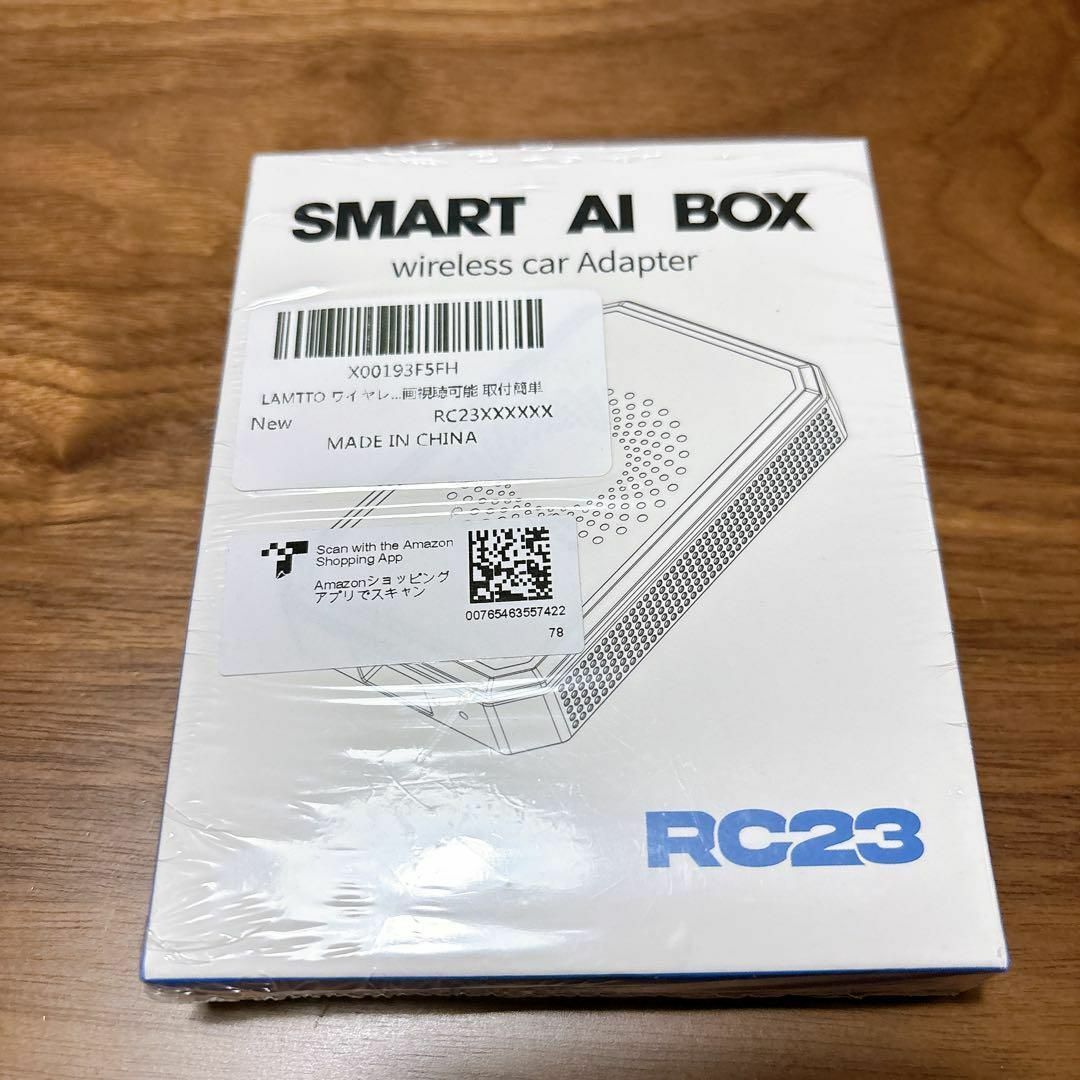 SMART AI BOX
wireless car Adapter
X00193F5FH
LAMTTO ワイヤレ...画視聴可能 取付簡単
New RC23XXXXXX
MADE IN CHINA
Scan with the Amazon
Shopping App
Amazonショッピング
アプリでスキャン
00765463557422
78
RC23